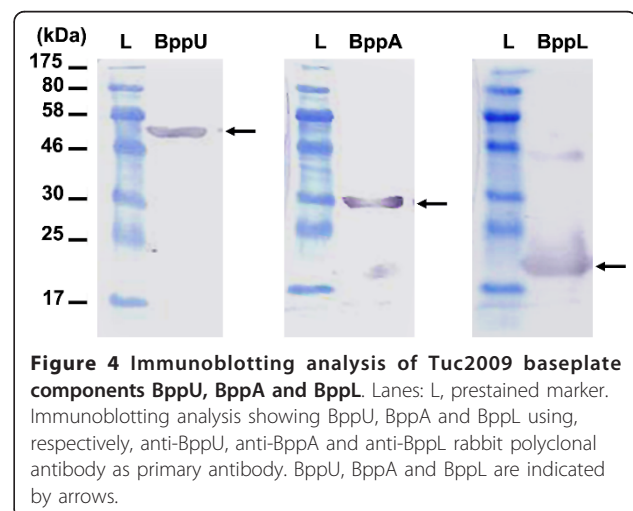 (kDa) L BppU L BppA L BppL
175
80
58
46
30
25
17
Figure 4 Immunoblotting analysis of Tuc2009 baseplate
components BppU, BppA and BppL. Lanes: L, prestained marker.
Immunoblotting analysis showing BppU, BppA and BppL using,
respectively, anti-BppU, anti-BppA and anti-BppL rabbit polyclonal
antibody as primary antibody. BppU, BppA and BppL are indicated
by arrows.